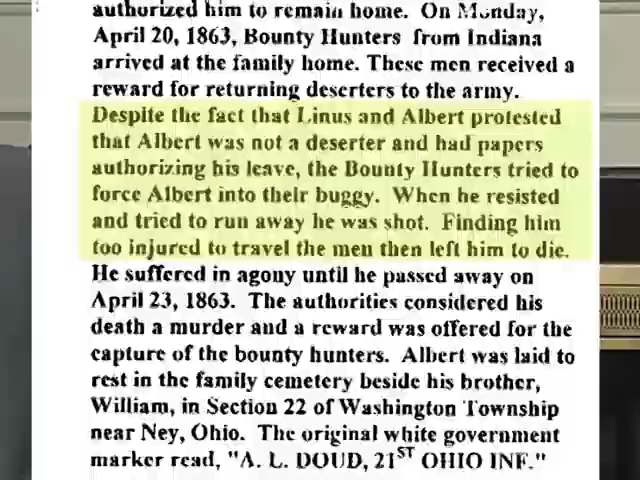 authorized him to remain home. On Monday,
April 20, 1863, Bounty Hunters from Indiana
arrived at the family home. These men received a
reward for returning deserters to the army.
Despite the fact that Linus and Albert protested
that Albert was not a deserter and had papers
authorizing his leave, the Bounty Hunters tried to
force Albert into their buggy. When he resisted
and tried to run away he was shot. Finding him
too injured to travel the men then left him to die.
He suffered in agony until he passed away on
April 23, 1863. The authorities considered his
death a murder and a reward was offered for the
capture of the bounty hunters. Albert was laid to
rest in the family cemetery beside his brother,
William, in Section 22 of Washington Township
near Ney, Ohio. The original white government
marker read, "A. L. DOUD, 21ST OHIO INF."